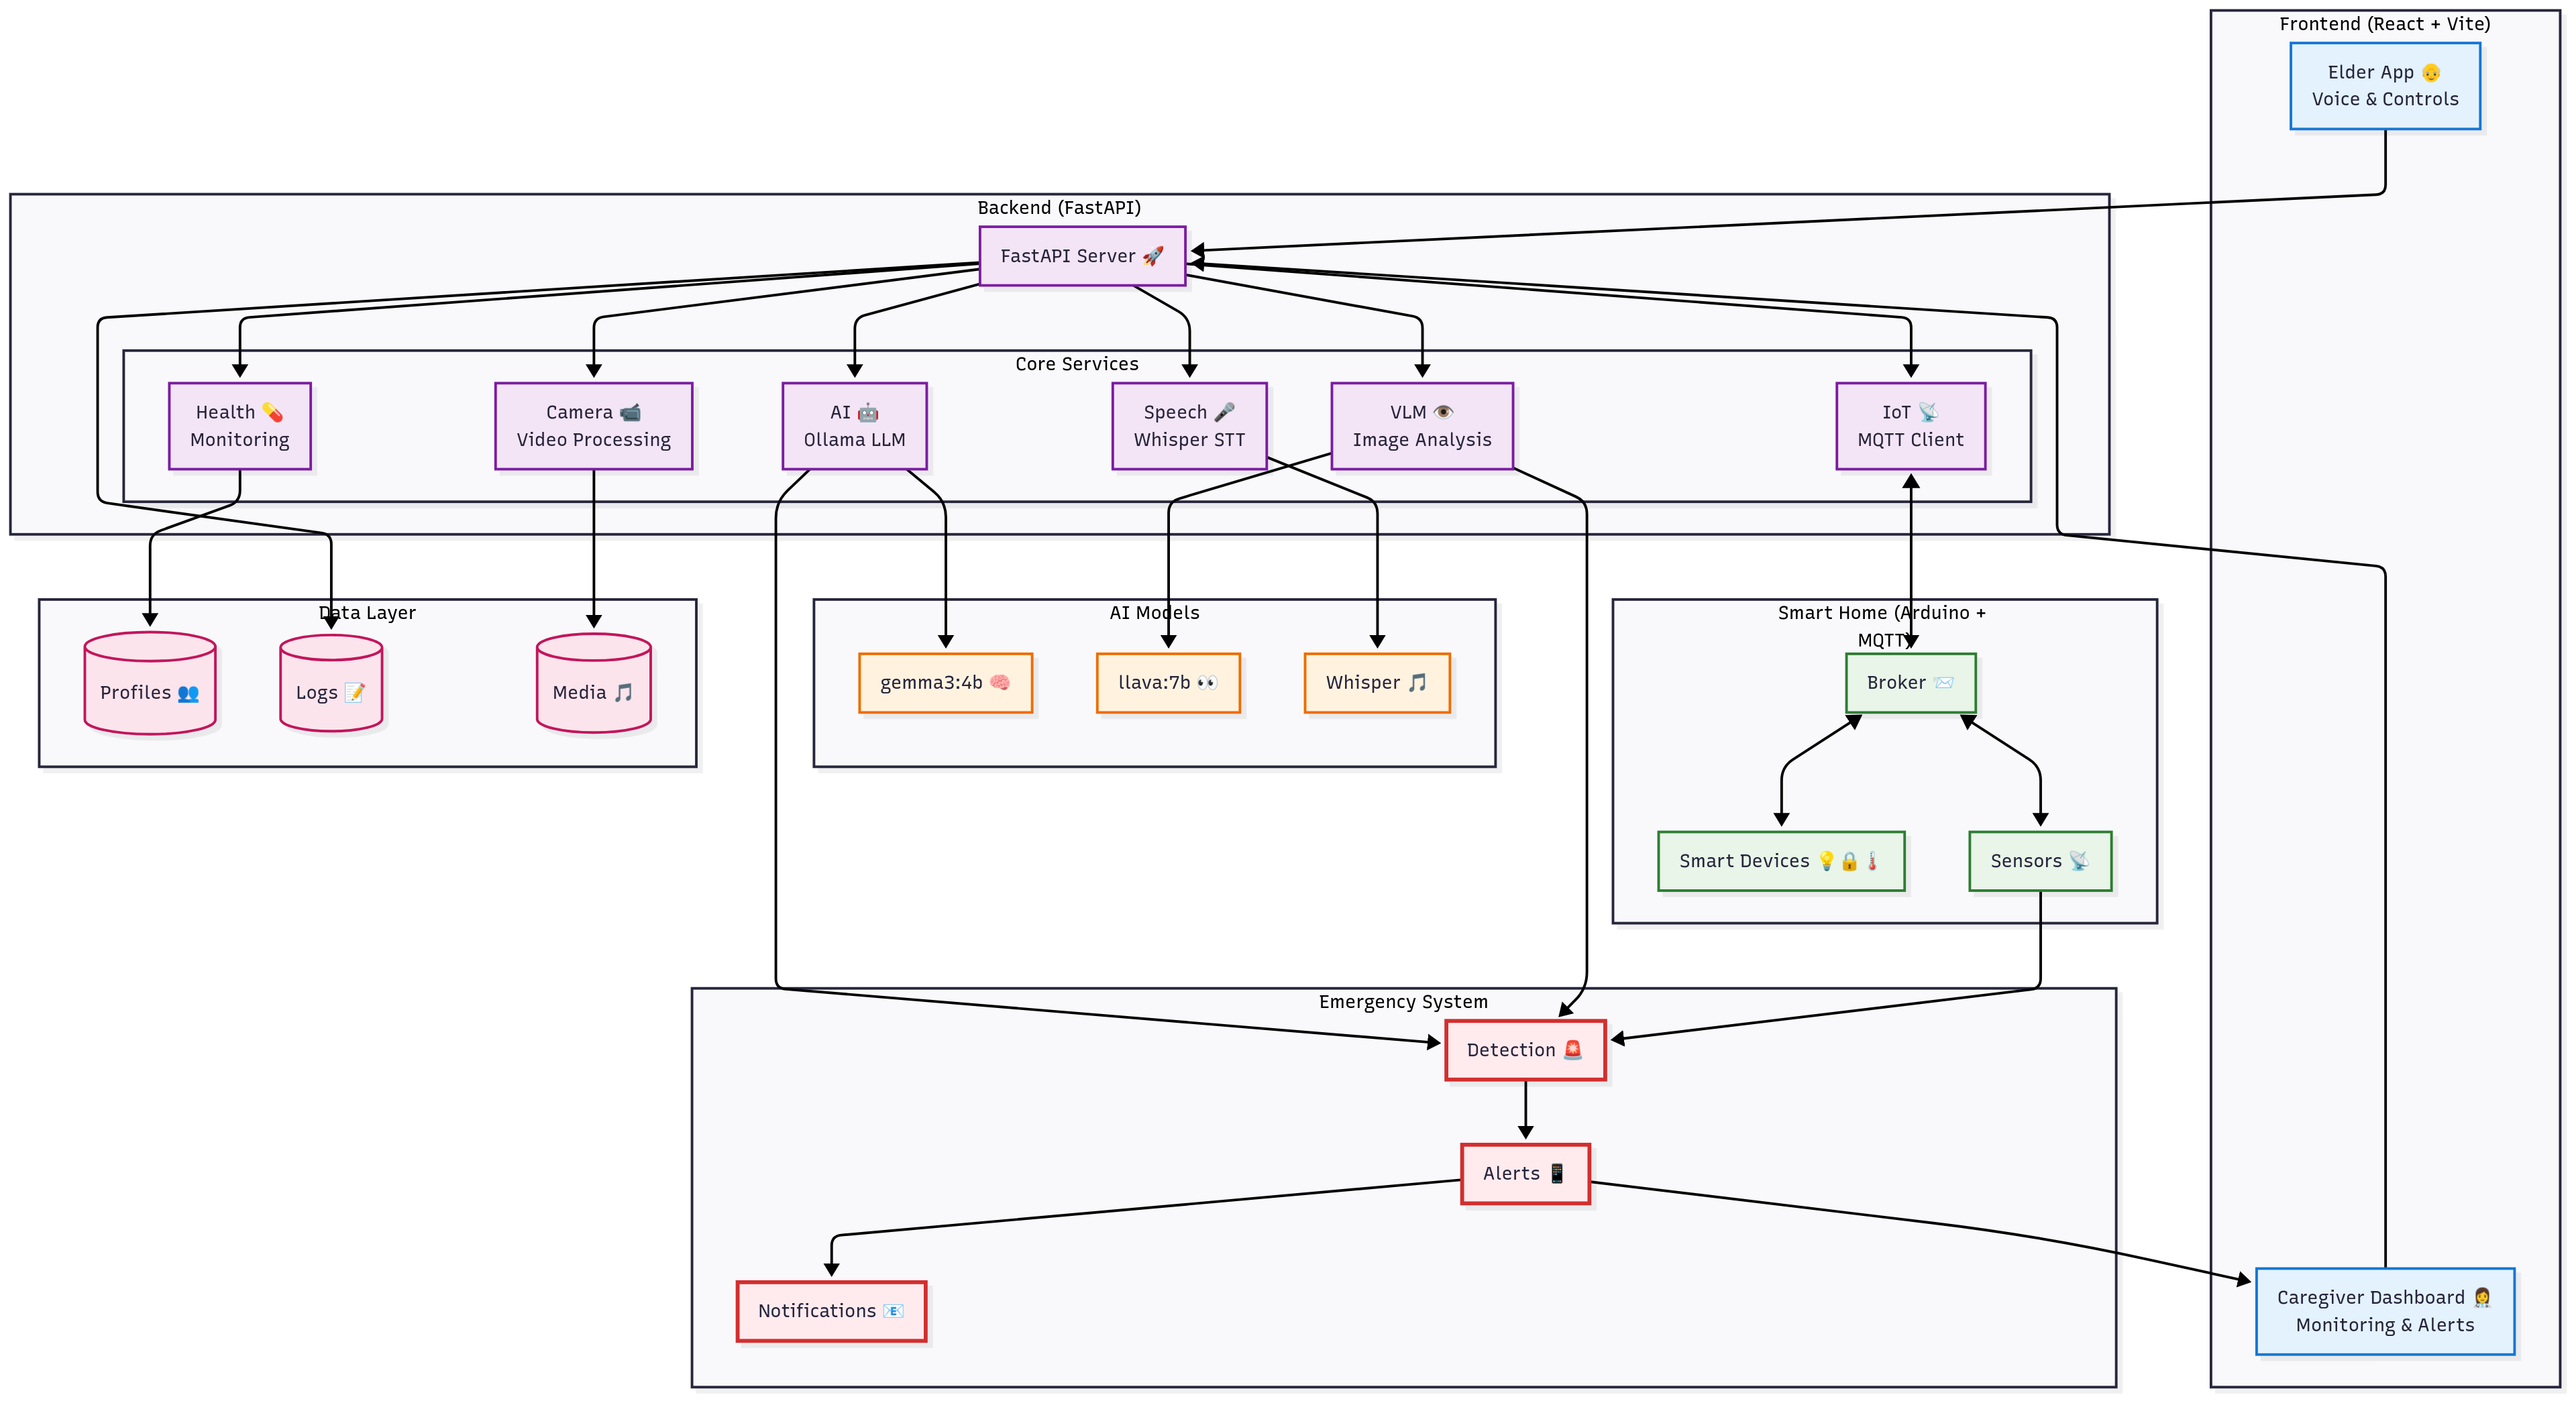 Frontend (React + Vite)
Elder App 👴
Voice & Controls
Backend (FastAPI)
FastAPI Server 🚀
Core Services
Health 💊
Monitoring
Camera 📹
Video Processing
AI 🤖
Ollama LLM
Speech 🎤
Whisper STT
VLM 👁️
Image Analysis
IoT 📡
MQTT Client
Data Layer
Profiles 👥
Logs 📝
Media 🎵
AI Models
gemma3:4b 🧠
llava:7b 👀
Whisper 🎵
Smart Home (Arduino +
MQTT)
Broker 📨
Smart Devices 💡🔒🌡️
Sensors 📡
Emergency System
Detection 🚨
Alerts 📱
Notifications 📧
Caregiver Dashboard 👩‍⚕️
Monitoring & Alerts